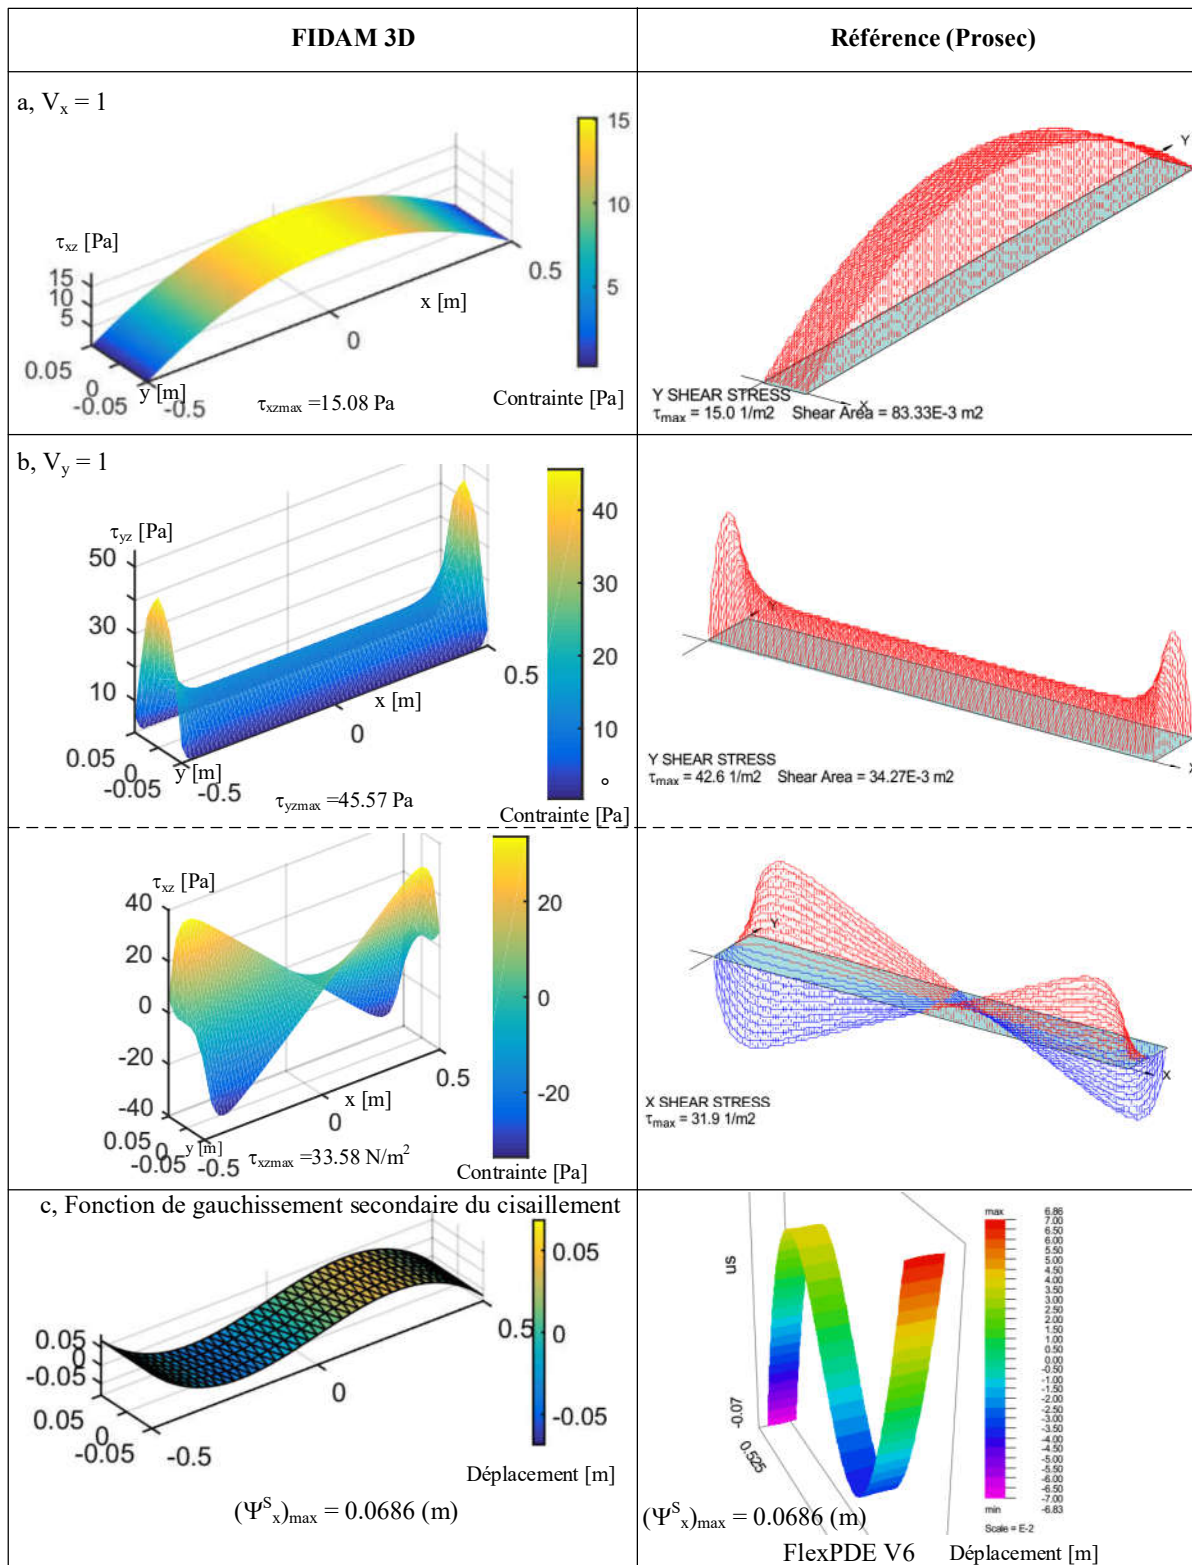 FIDAM 3D
Référence (Prosec)
a, Vx = 1
τxz [Pa]
15
10
5
0.05
0
-0.05
y [m]
-0.5
0
0.5
x [m]
τxzmax =15.08 Pa
15
10
5
Contrainte [Pa]
Y
X
Y SHEAR STRESS
τmax = 15.0 1/m2 Shear Area = 83.33E-3 m2
b, Vy = 1
τyz [Pa]
50
30
10
0.05
0
-0.05
y [m]
-0.5
0
0.5
x [m]
τyzmax =45.57 Pa
40
30
20
10
Contrainte [Pa]
Y
X
Y SHEAR STRESS
τmax = 42.6 1/m2 Shear Area = 34.27E-3 m2
τxz [Pa]
40
20
0
-20
-40
0.05
0
-0.05
y [m]
-0.5
0
0.5
x [m]
τxzmax =33.58 N/m²
20
0
-20
Contrainte [Pa]
Y
X
X SHEAR STRESS
τmax = 31.9 1/m2
c, Fonction de gauchissement secondaire du cisaillement
0.05
0
-0.05
0.05
0
-0.05
-0.5
0
0.5
0.05
0
-0.05
Déplacement [m]
(Ψˢx)max = 0.0686 (m)
us
-0.07
0.525
max 6.86
7.00
6.50
6.00
5.50
5.00
4.50
4.00
3.50
3.00
2.50
2.00
1.50
1.00
0.50
0.00
-0.50
-1.00
-1.50
-2.00
-2.50
-3.00
-3.50
-4.00
-4.50
-5.00
-5.50
-6.00
-6.50
-7.00
min -6.83
Scale = E-2
(Ψˢx)max = 0.0686 (m)
FlexPDE V6 Déplacement [m]